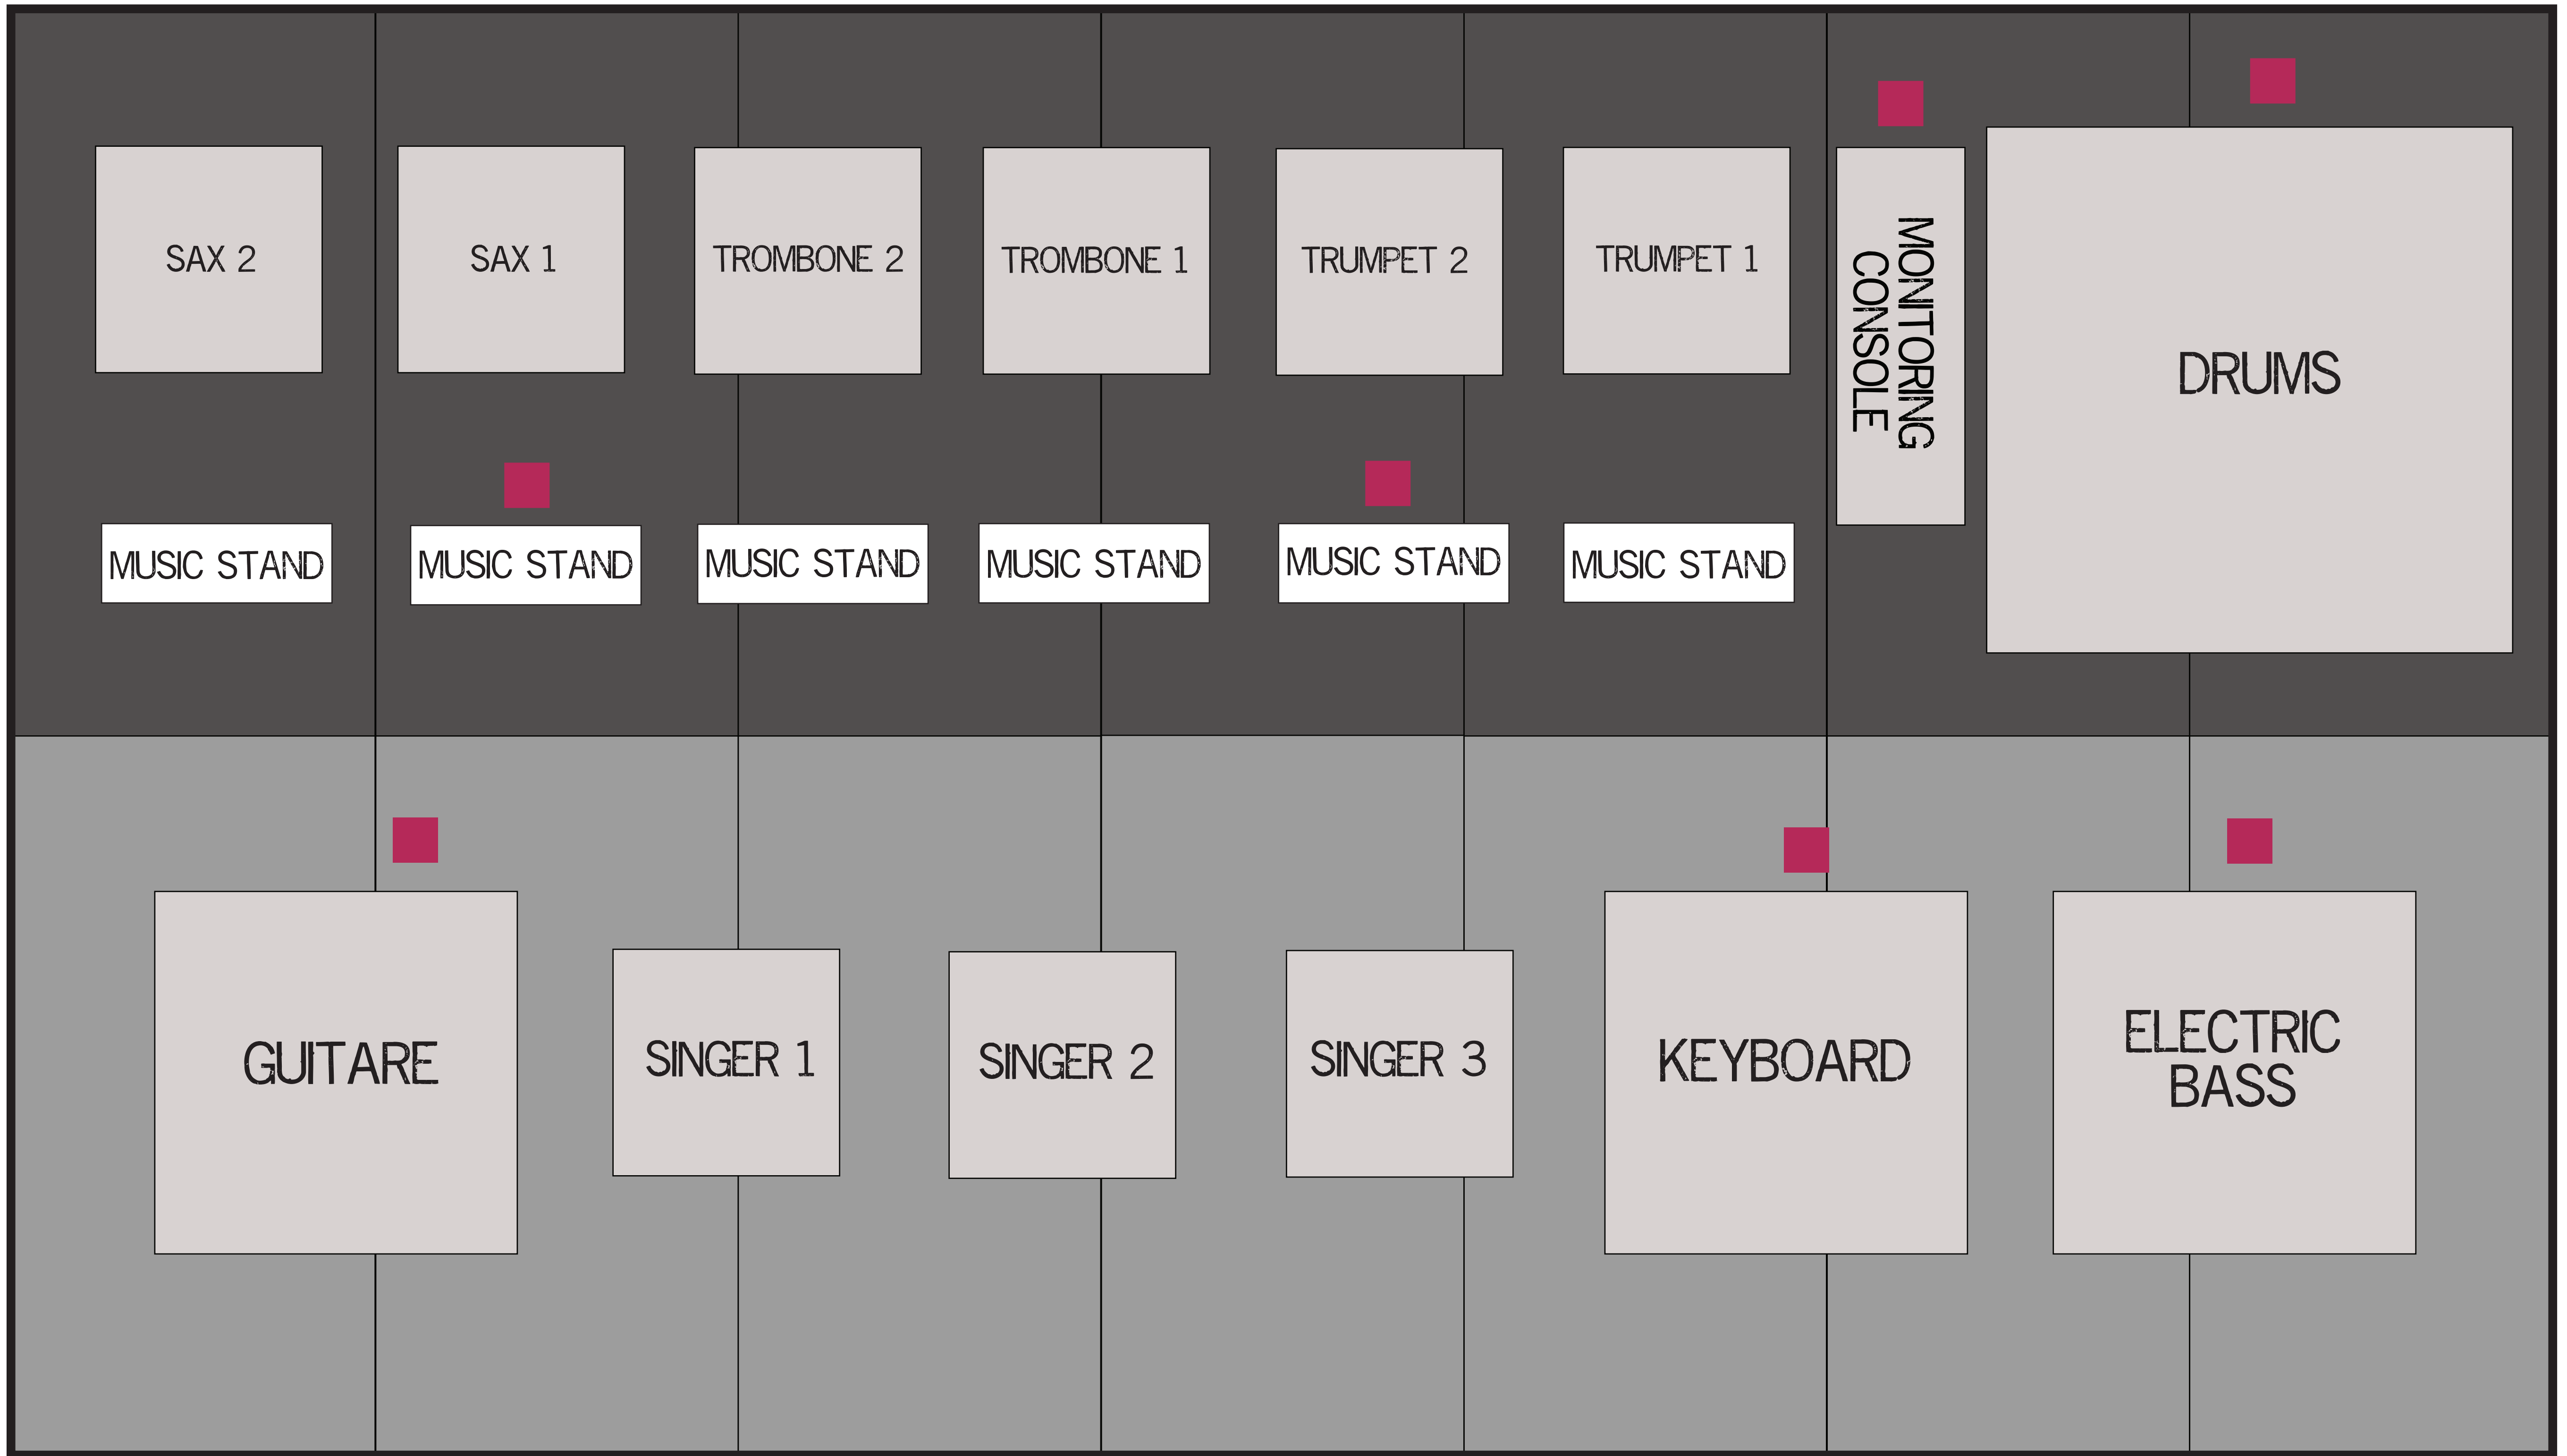 SAX 2
SAX 1
TROMBONE 2
TROMBONE 1
TRUMPET 2
TRUMPET 1
MONITORING
CONSOLE
DRUMS
MUSIC STAND
MUSIC STAND
MUSIC STAND
MUSIC STAND
MUSIC STAND
MUSIC STAND
GUITARE
SINGER 1
SINGER 2
SINGER 3
KEYBOARD
ELECTRIC
BASS